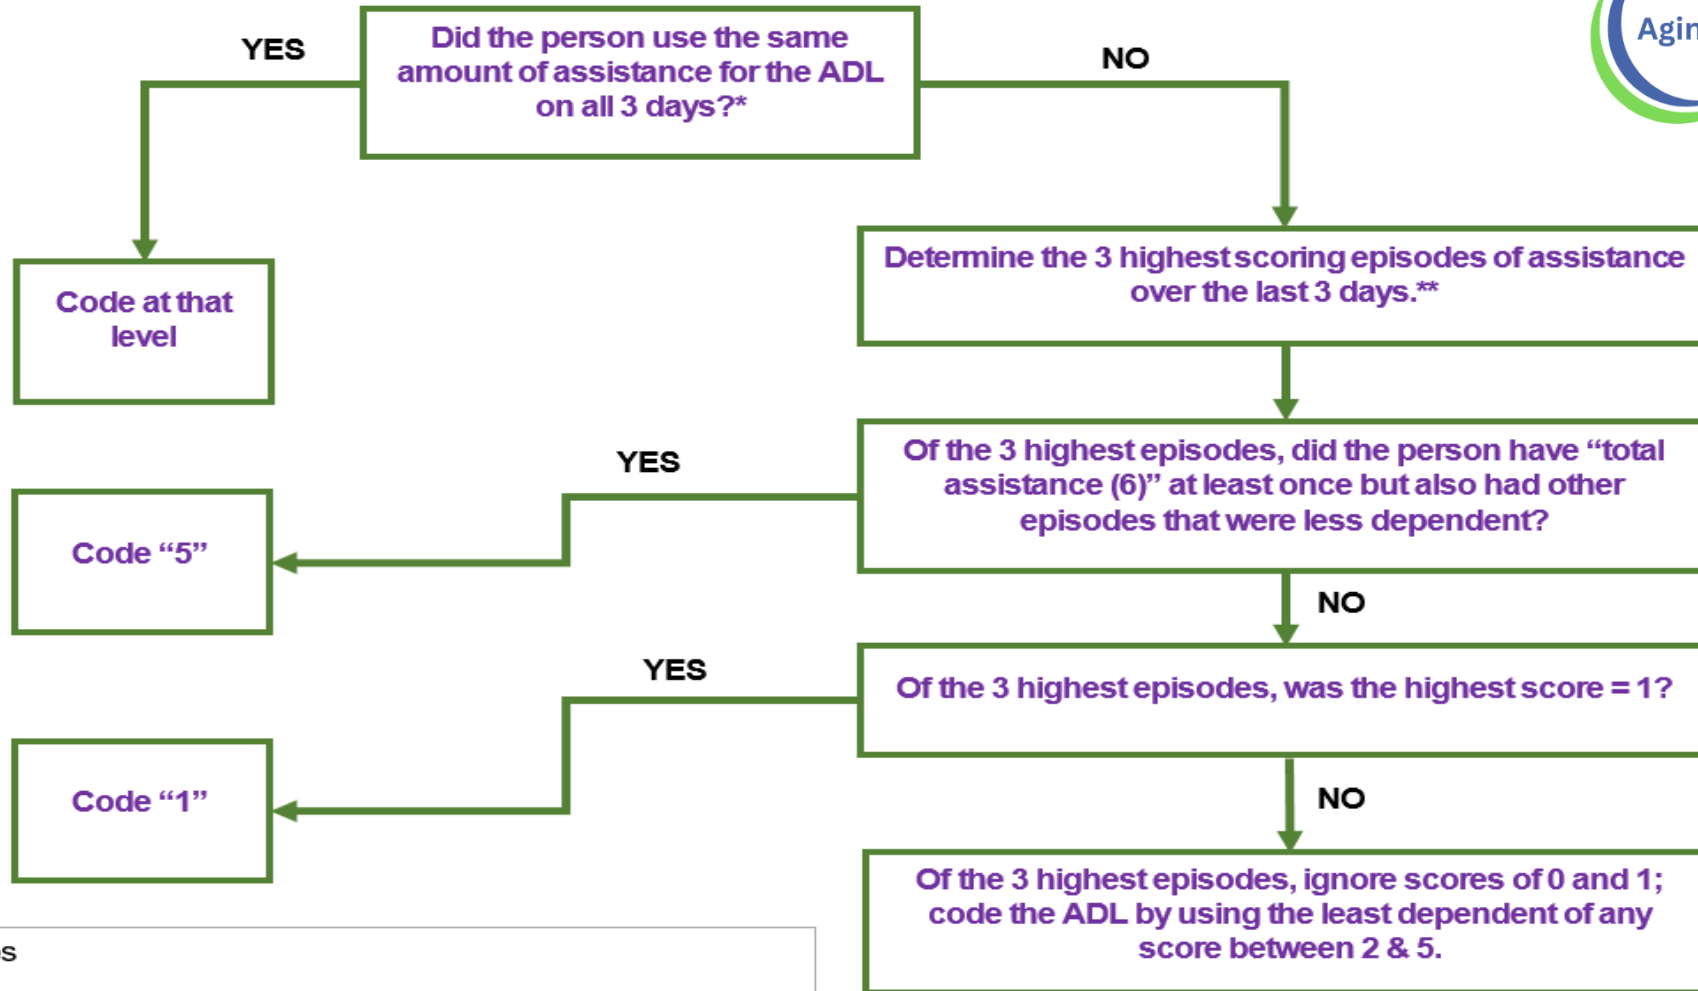 YES
Did the person use the same
amount of assistance for the ADL
on all 3 days?*
NO
Code at that
level
Determine the 3 highest scoring episodes of assistance
over the last 3 days.**
YES
Of the 3 highest episodes, did the person have “total
assistance (6)” at least once but also had other
episodes that were less dependent?
Code “5”
NO
YES
Of the 3 highest episodes, was the highest score = 1?
Code “1”
NO
Of the 3 highest episodes, ignore scores of 0 and 1;
code the ADL by using the least dependent of any
score between 2 & 5.